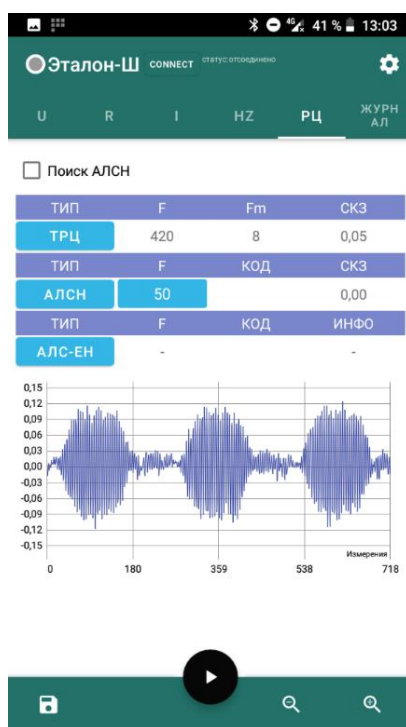 4G 41 % 13:03
Эталон-Ш CONNECT статус:отсоединено
U R I HZ РЦ ЖУРН
АЛ
Поиск АЛСН
ТИП F Fm СКЗ
ТРЦ 420 8 0,05
ТИП F КОД СКЗ
АЛСН 50 0,00
ТИП F КОД ИНФО
АЛС-ЕН - -
0,15
0,12
0,09
0,06
0,03
0,00
-0,03
-0,06
-0,09
-0,12
-0,15
Измерения
0 180 359 538 718